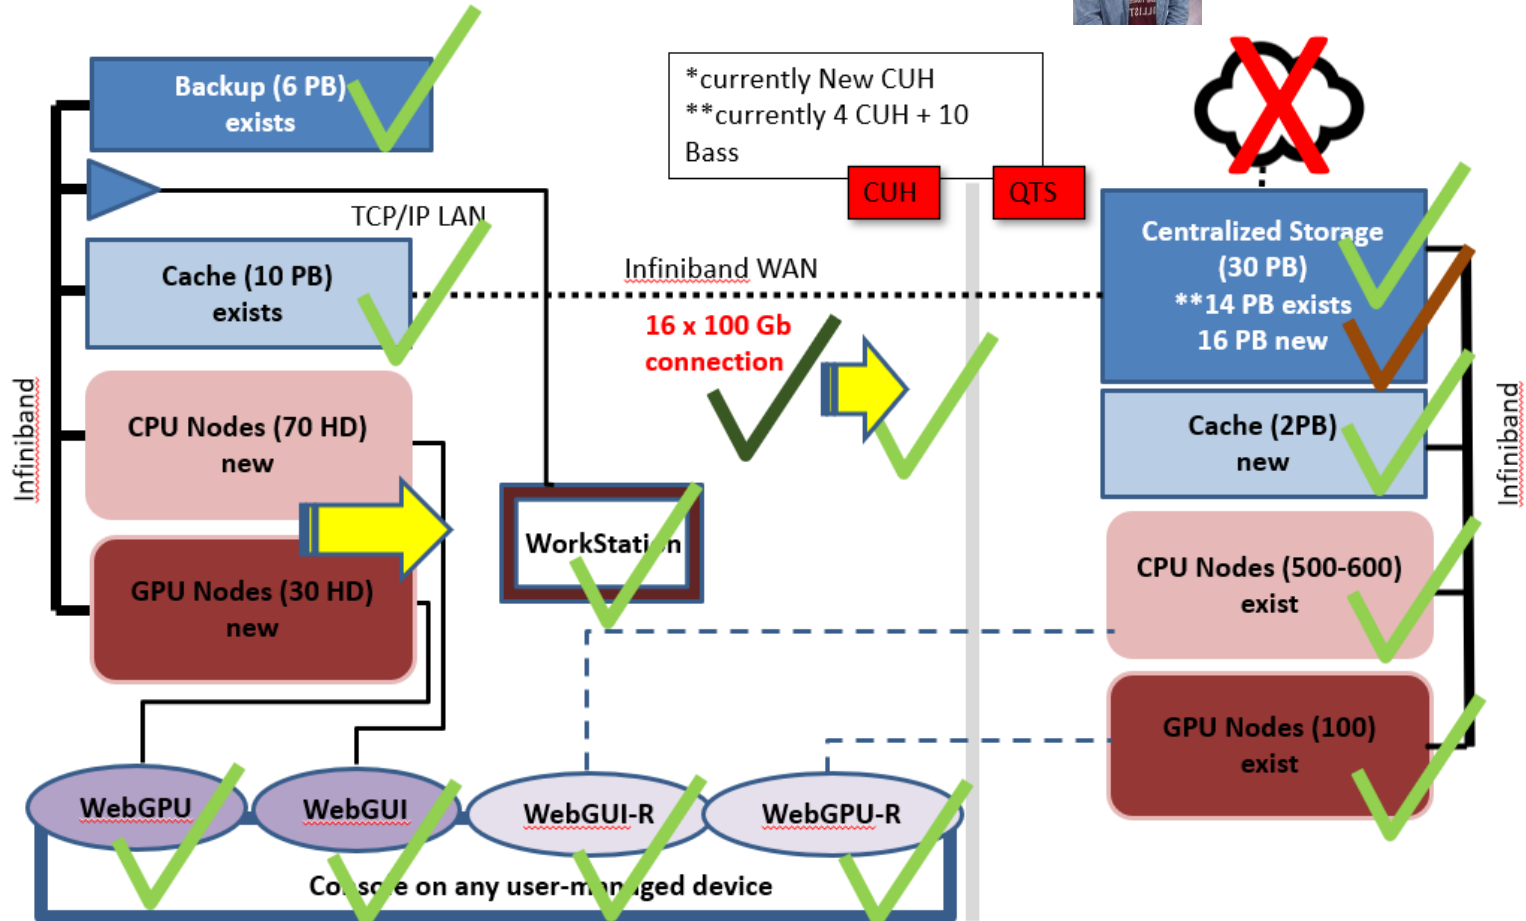 Backup (6 PB)
exists
*currently New CUH
**currently 4 CUH + 10
Bass
CUH
QTS
TCP/IP LAN
Cache (10 PB)
exists
Infiniband WAN
16 x 100 Gb
connection
Centralized Storage
(30 PB)
**14 PB exists
16 PB new
Infiniband
CPU Nodes (70 HD)
new
Cache (2PB)
new
Infiniband
WorkStation
GPU Nodes (30 HD)
new
CPU Nodes (500-600)
exist
GPU Nodes (100)
exist
WebGPU
WebGUI
WebGUI-R
WebGPU-R
Console on any user-managed device